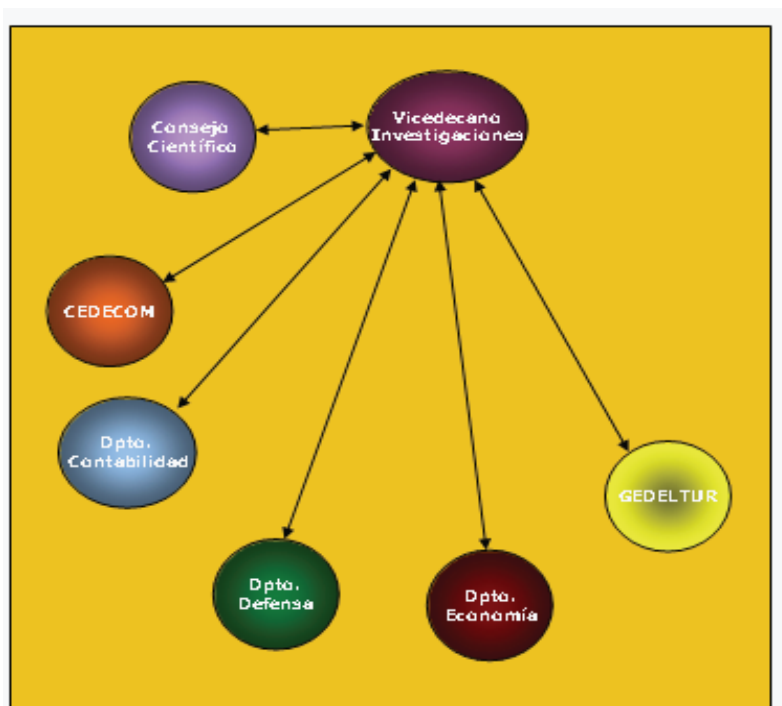 Vicedecano
Investigaciones
Consejo
Científico
CEDECOM
Dpto.
Contabilidad
GEDELTUR
Dpto.
Defensa
Dpto.
Economía